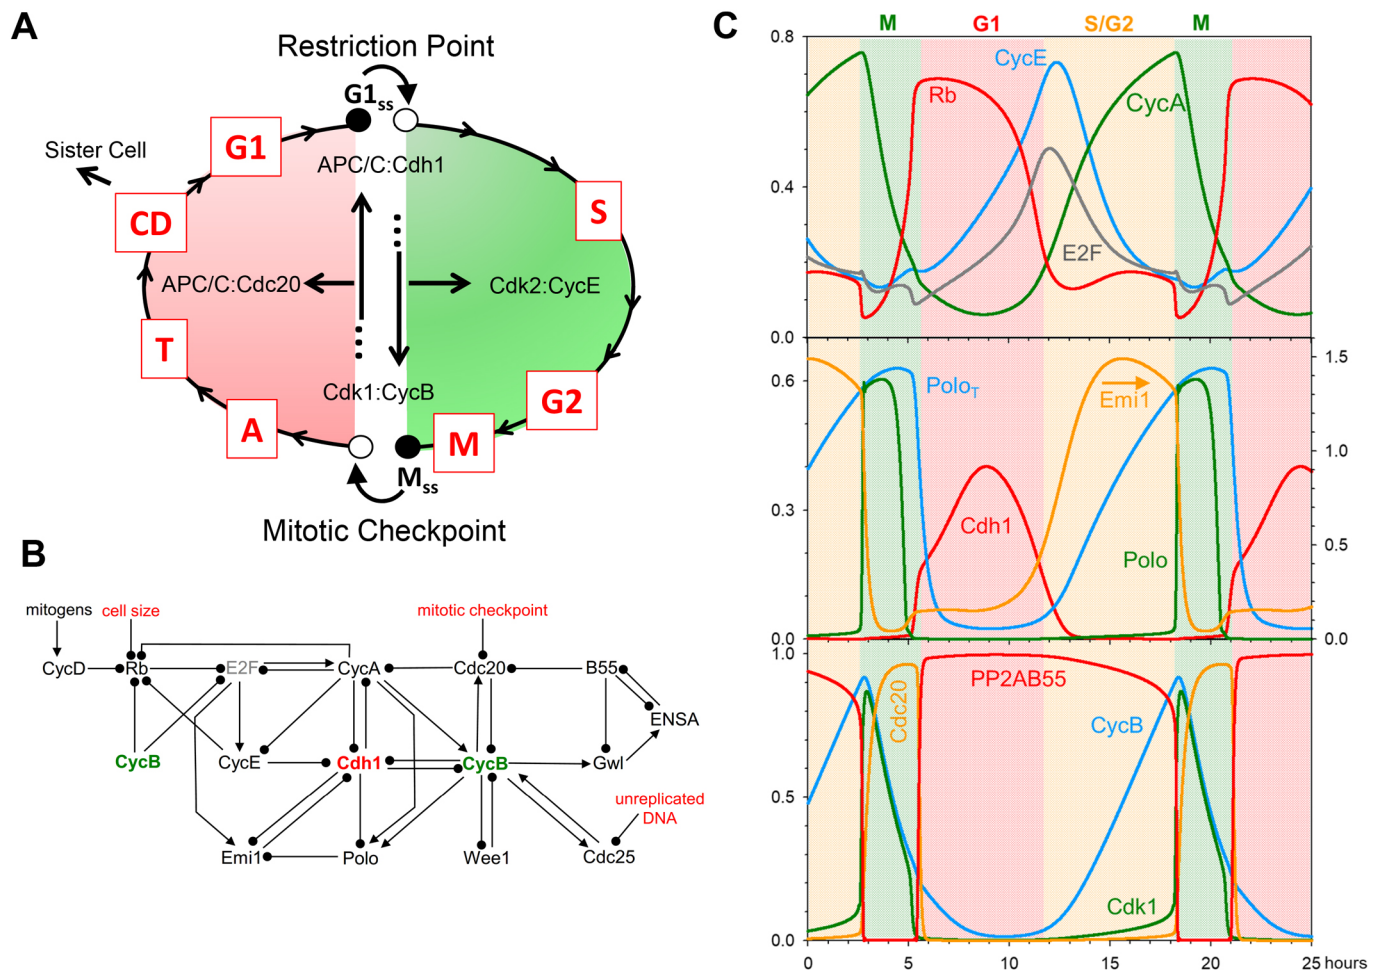 A
Restriction Point
G1ss
Sister Cell
G1
APC/C:Cdh1
CD
S
APC/C:Cdc20
Cdk2:CycE
T
Cdk1:CycB
G2
A
M
Mss
Mitotic Checkpoint
B
mitogens
cell size
mitotic checkpoint
CycD
Rb
E2F
CycA
Cdc20
B55
ENSA
CycB
CycE
Cdh1
CycB
Gwl
unreplicated
DNA
Emi1
Polo
Wee1
Cdc25
C
M
G1
S/G2
M
0.8
CycE
Rb
CycA
0.4
E2F
0.0
1.5
0.6
PoloT
Emi1
1.0
0.3
Cdh1
Polo
0.5
0.0
0.0
1.0
PP2AB55
Cdc20
CycB
0.5
Cdk1
0.0
0
5
10
15
20
25 hours